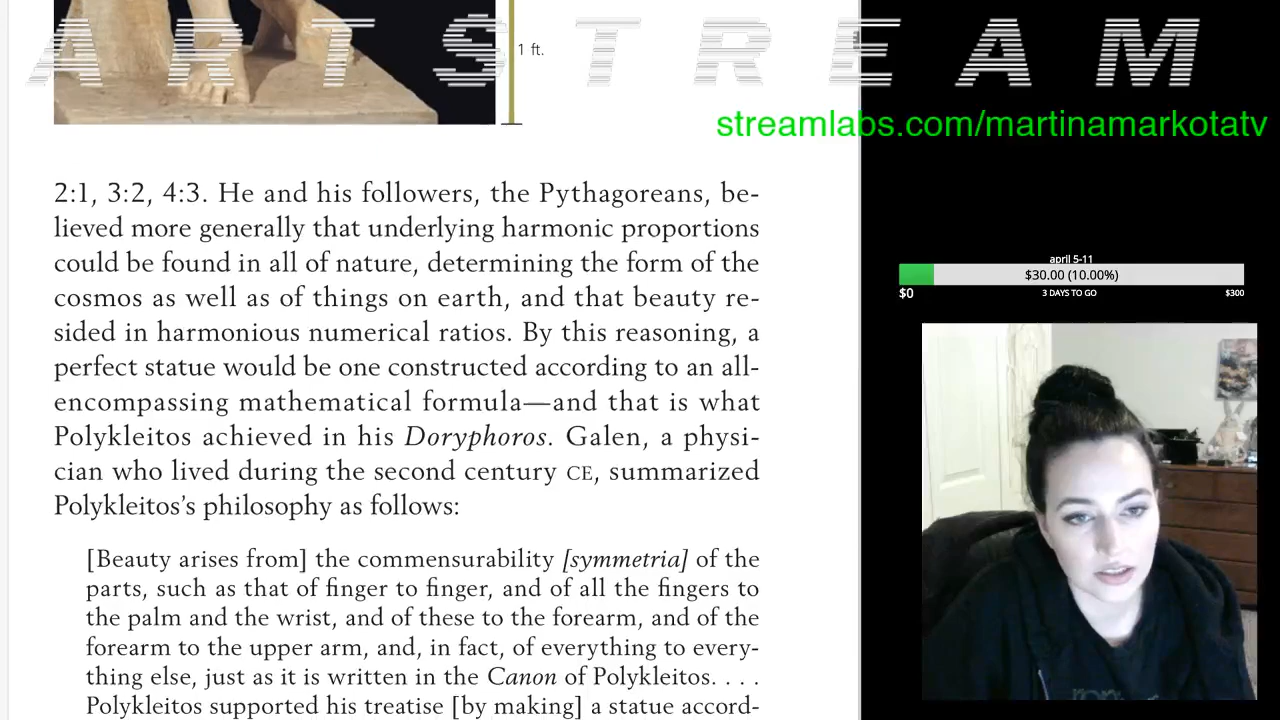 ARTSTREAM
1 ft.
streamlabs.com/martinamarkotatv
2:1, 3:2, 4:3. He and his followers, the Pythagoreans, be-
lieved more generally that underlying harmonic proportions
could be found in all of nature, determining the form of the
cosmos as well as of things on earth, and that beauty re-
sided in harmonious numerical ratios. By this reasoning, a
perfect statue would be one constructed according to an all-
encompassing mathematical formula—and that is what
Polykleitos achieved in his Doryphoros. Galen, a physi-
cian who lived during the second century CE, summarized
Polykleitos's philosophy as follows:
[Beauty arises from] the commensurability [symmetria] of the
parts, such as that of finger to finger, and of all the fingers to
the palm and the wrist, and of these to the forearm, and of the
forearm to the upper arm, and, in fact, of everything to every-
thing else, just as it is written in the Canon of Polykleitos. . . .
Polykleitos supported his treatise [by making] a statue accord-
april 5-11
$30.00 (10.00%)
$0
3 DAYS TO GO
$300